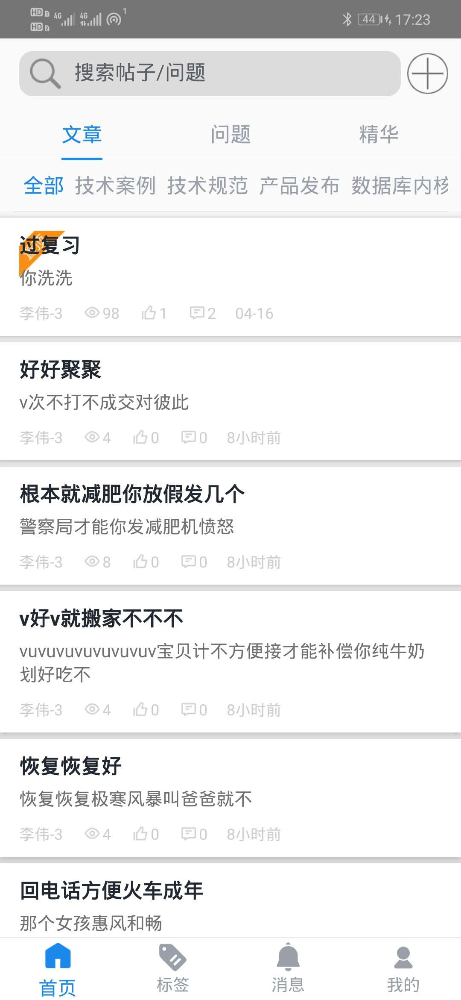 HD 1 4G 4G 1 44 17:23
HD 2
搜索帖子/问题
文章 问题 精华
全部 技术案例 技术规范 产品发布 数据库内核
置顶
过复习
你洗洗
李伟-3 98 1 2 04-16
好好聚聚
v次不打不成交对彼此
李伟-3 4 0 0 8小时前
根本就减肥你放假发几个
警察局才能你发减肥机愤怒
李伟-3 8 0 0 8小时前
v好v就搬家不不不
vuvuvuvuvuvuvuv宝贝计不方便接才能补偿你纯牛奶
划好吃不
李伟-3 4 0 0 8小时前
恢复恢复好
恢复恢复极寒风暴叫爸爸就不
李伟-3 4 0 0 8小时前
回电话方便火车成年
那个女孩惠风和畅
首页 标签 消息 我的